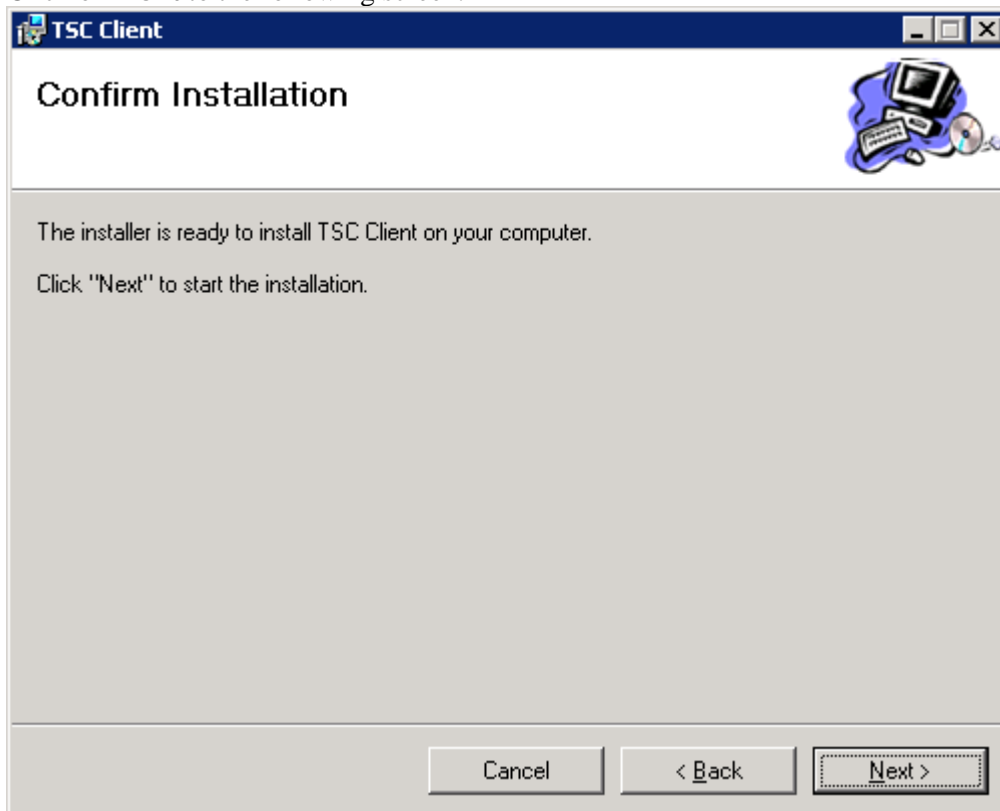 TSC Client
Confirm Installation
The installer is ready to install TSC Client on your computer.
Click "Next" to start the installation.
Cancel < Back Next >